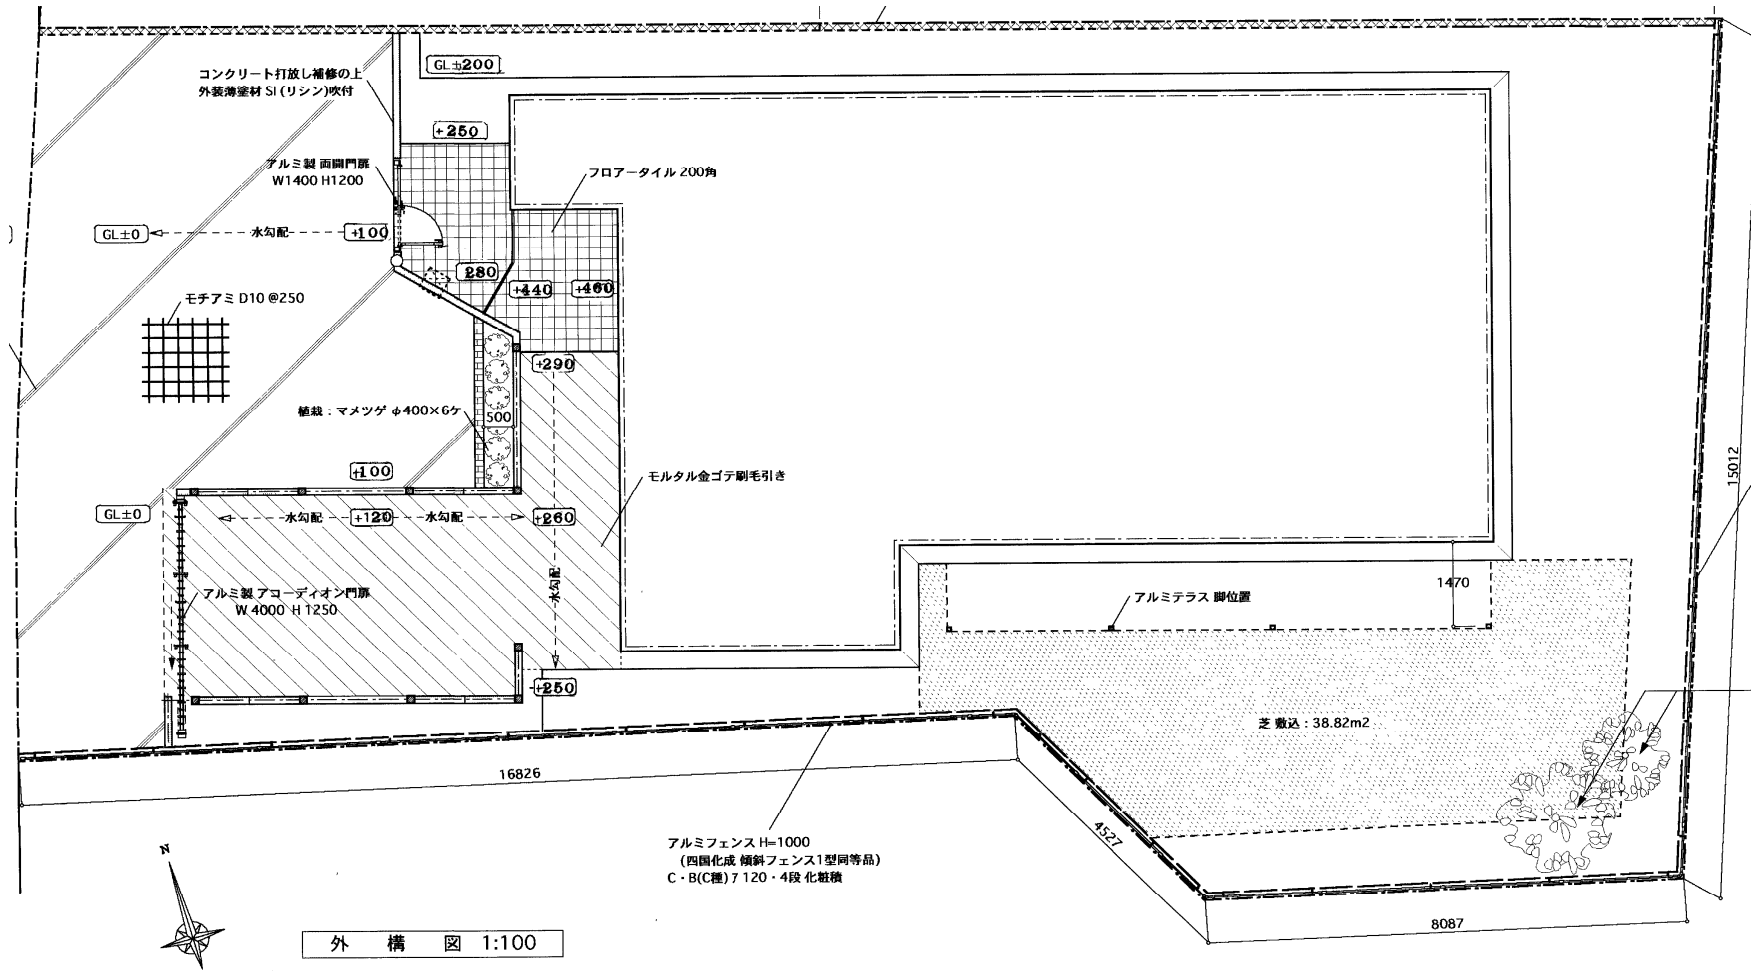 GL±200
コンクリート打放し補修の上
外装薄塗材 SI (リシン)吹付
+250
アルミ製 両開門扉
W1400 H1200
フロアータイル 200角
GL±0
水勾配
+100
280
+440
+460
モチアミ D10 @250
+290
植栽：マメツゲ φ400×6ケ
500
+100
モルタル金ゴテ刷毛引き
15012
GL±0
水勾配
+120
水勾配
+260
水勾配
1470
アルミ製 アコーディオン門扉
W 4000 H 1250
アルミテラス 脚位置
+250
芝 敷込：38.82m2
16826
4527
アルミフェンス H=1000
(四国化成 傾斜フェンス1型同等品)
C・B(C種) ァ 120・4段 化粧積
N
8087
外 構 図 1:100